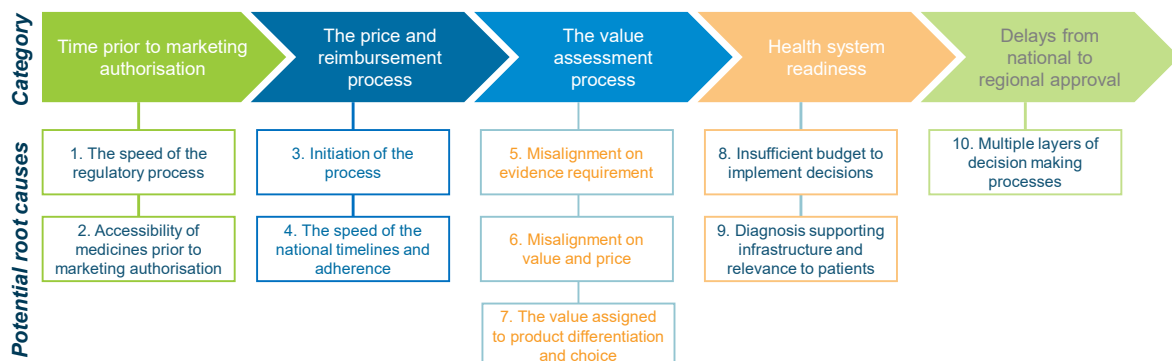 Category
Time prior to marketing
authorisation
The price and
reimbursement
process
The value
assessment
process
Health system
readiness
Delays from
national to
regional approval
Potential root causes
1. The speed of the
regulatory process
2. Accessibility of
medicines prior to
marketing authorisation
3. Initiation of the
process
4. The speed of the
national timelines and
adherence
5. Misalignment on
evidence requirement
6. Misalignment on
value and price
7. The value assigned
to product differentiation
and choice
8. Insufficient budget to
implement decisions
9. Diagnosis supporting
infrastructure and
relevance to patients
10. Multiple layers of
decision making
processes